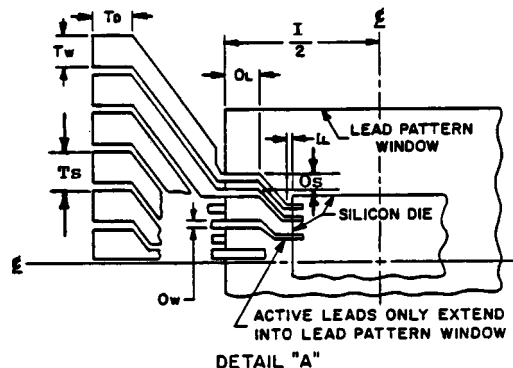 TD
I
2
℄
TW
OL
IL
LEAD PATTERN
WINDOW
TS
OS
SILICON DIE
℄
OW
ACTIVE LEADS ONLY EXTEND
INTO LEAD PATTERN WINDOW
DETAIL "A"